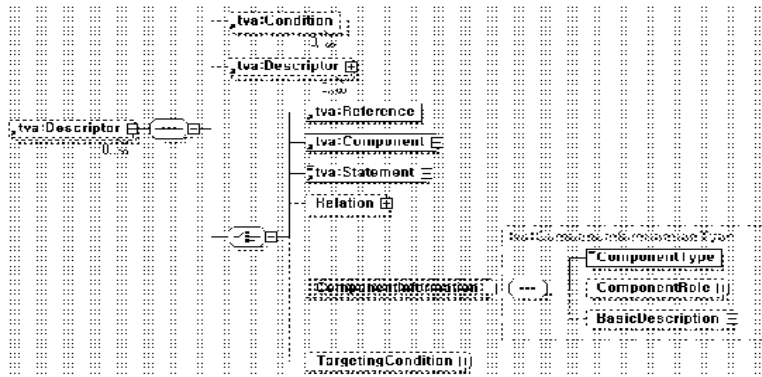 tva:Condition
tva:Descriptor
tva:Descriptor
0..∞
tva:Reference
tva:Component
tva:Statement
Relation
ComponentInformation
ComponentType
ComponentRole
BasicDescription
TargetingCondition